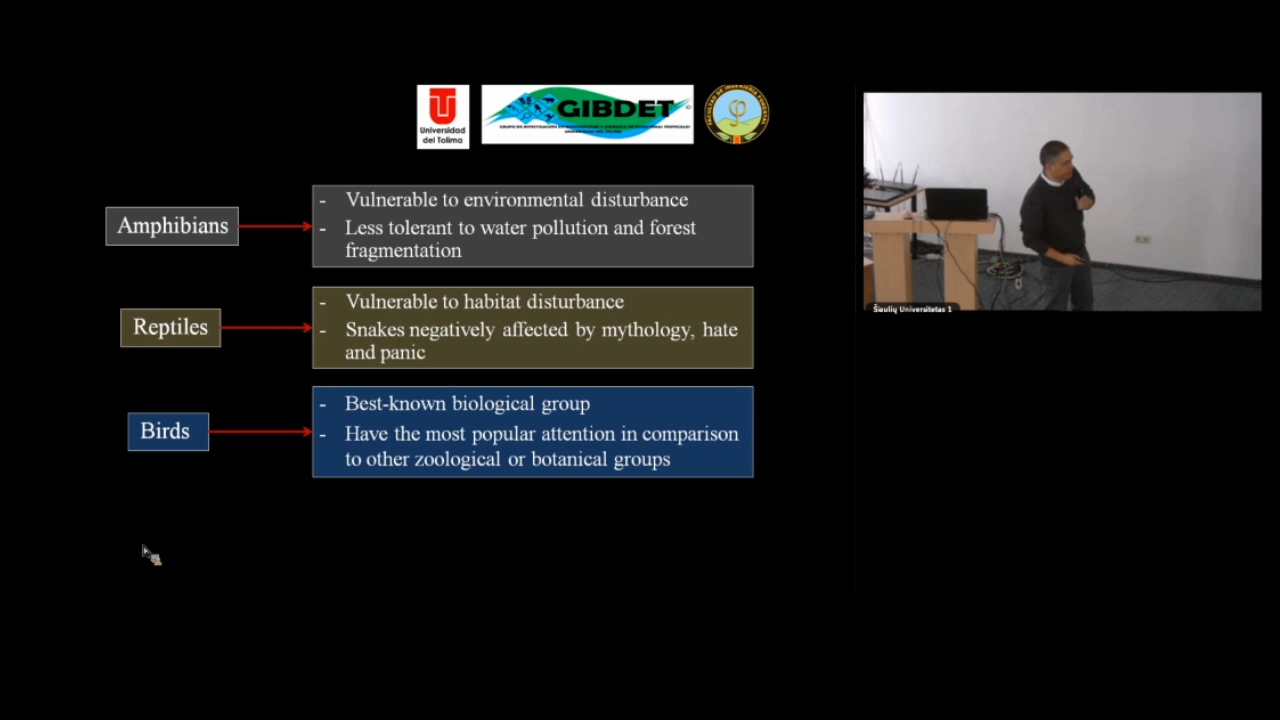 Universidad
del Tolima
GIBDET
Amphibians
- Vulnerable to environmental disturbance
- Less tolerant to water pollution and forest
fragmentation
Reptiles
- Vulnerable to habitat disturbance
- Snakes negatively affected by mythology, hate
and panic
Birds
- Best-known biological group
- Have the most popular attention in comparison
to other zoological or botanical groups
Šiaulių Universitetas 1